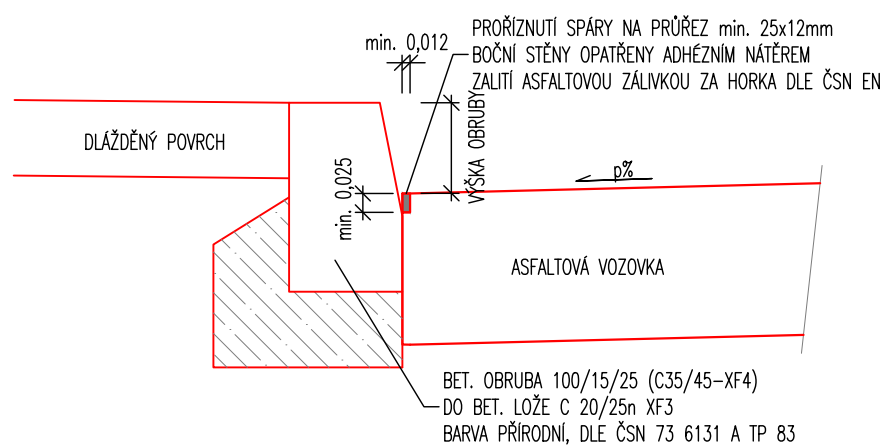 PROŘÍZNUTÍ SPÁRY NA PRŮŘEZ min. 25x12mm
BOČNÍ STĚNY OPATŘENY ADHÉZNÍM NÁTĚREM
ZALITÍ ASFALTOVOU ZÁLIVKOU ZA HORKA DLE ČSN EN
min. 0,012
VÝŠKA OBRUBY
DLÁŽDĚNÝ POVRCH
min. 0,025
p%
ASFALTOVÁ VOZOVKA
BET. OBRUBA 100/15/25 (C35/45-XF4)
DO BET. LOŽE C 20/25n XF3
BARVA PŘÍRODNÍ, DLE ČSN 73 6131 A TP 83